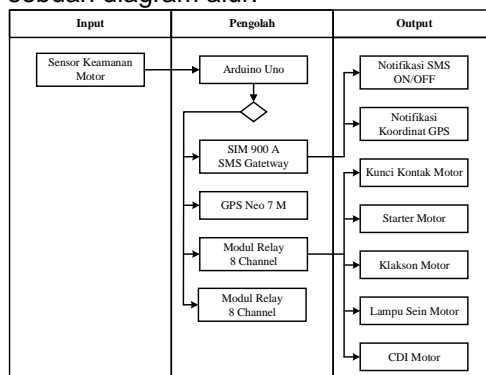 sebuah diagram alur.
Input
Pengolah
Output
Sensor Keamanan
Motor
Arduino Uno
SIM 900 A
SMS Gatetway
GPS Neo 7 M
Modul Relay
8 Channel
Modul Relay
8 Channel
Notifikasi SMS
ON/OFF
Notifikasi
Koordinat GPS
Kunci Kontak Motor
Starter Motor
Klakson Motor
Lampu Sein Motor
CDI Motor